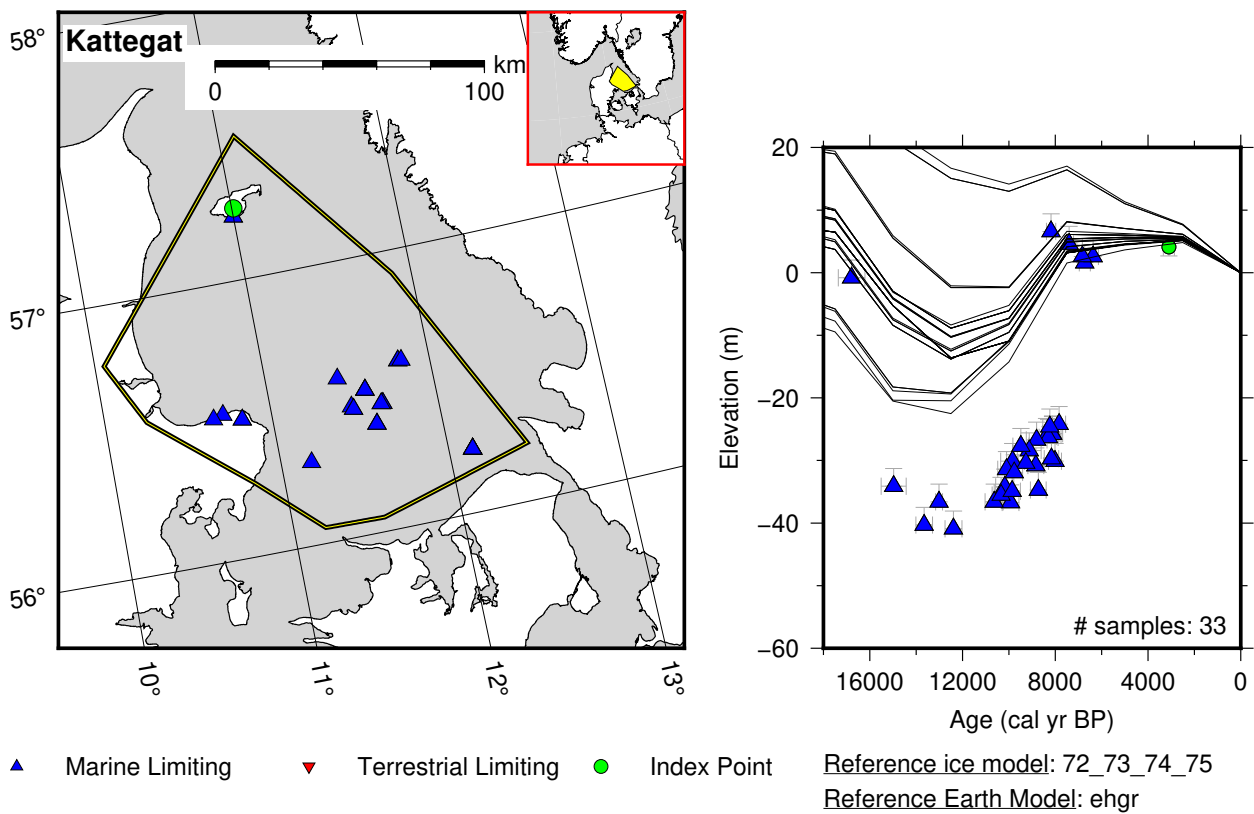 Kattegat
km
0 100
58°
57°
56°
10° 11° 12° 13°
20
0
−20
−40
−60
Elevation (m)
# samples: 33
16000 12000 8000 4000 0
Age (cal yr BP)
Marine Limiting Terrestrial Limiting Index Point
Reference ice model: 72_73_74_75
Reference Earth Model: ehgr